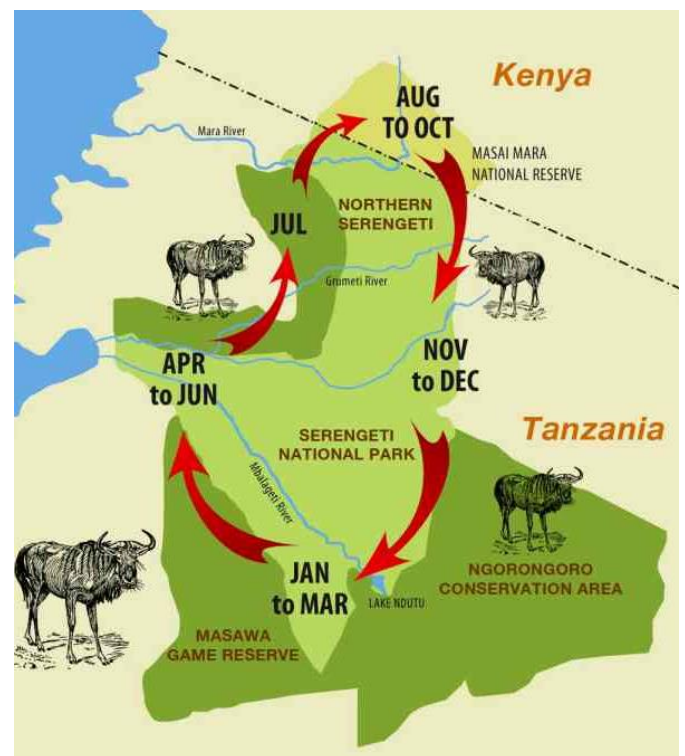 Kenya
AUG
TO OCT
Mara River
MASAI MARA
NATIONAL RESERVE
NORTHERN
SERENGETI
JUL
Grumeti River
APR
to JUN
NOV
to DEC
SERENGETI
NATIONAL PARK
Tanzania
Mbalageti River
NGORONGORO
CONSERVATION AREA
JAN
to MAR
LAKE NDUTU
MASAWA
GAME RESERVE